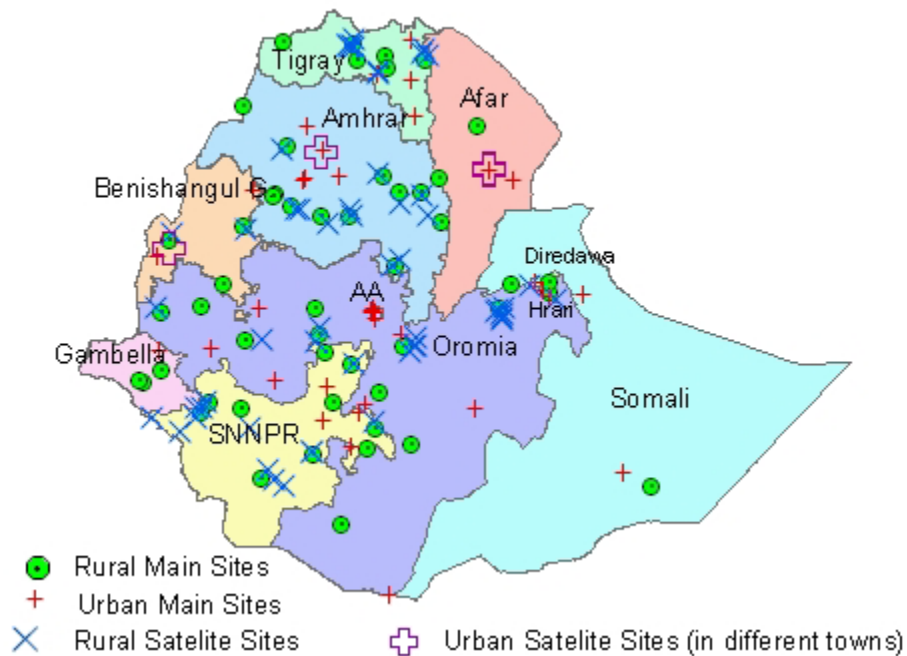 Tigray
Afar
Amhrar
Benishangul G
Diredawa
AA
Hrari
Oromia
Gambella
Somali
SNNPR
Rural Main Sites
Urban Main Sites
Rural Satelite Sites
Urban Satelite Sites (in different towns)